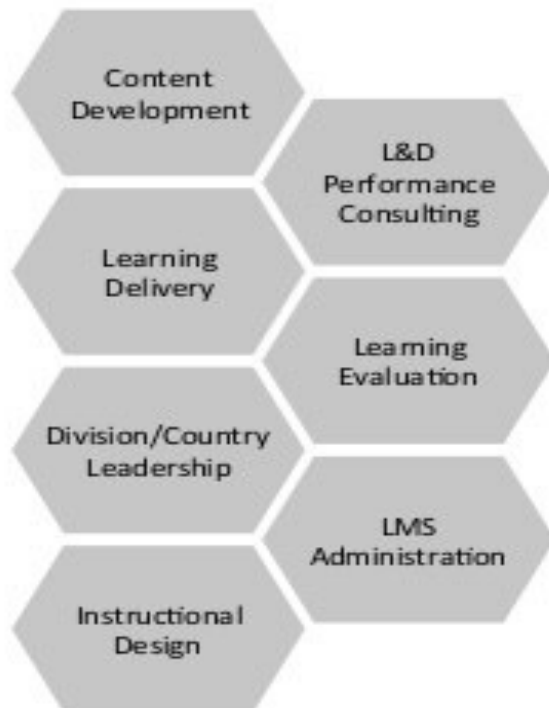 Content
Development
L&D
Performance
Consulting
Learning
Delivery
Learning
Evaluation
Division/Country
Leadership
LMS
Administration
Instructional
Design